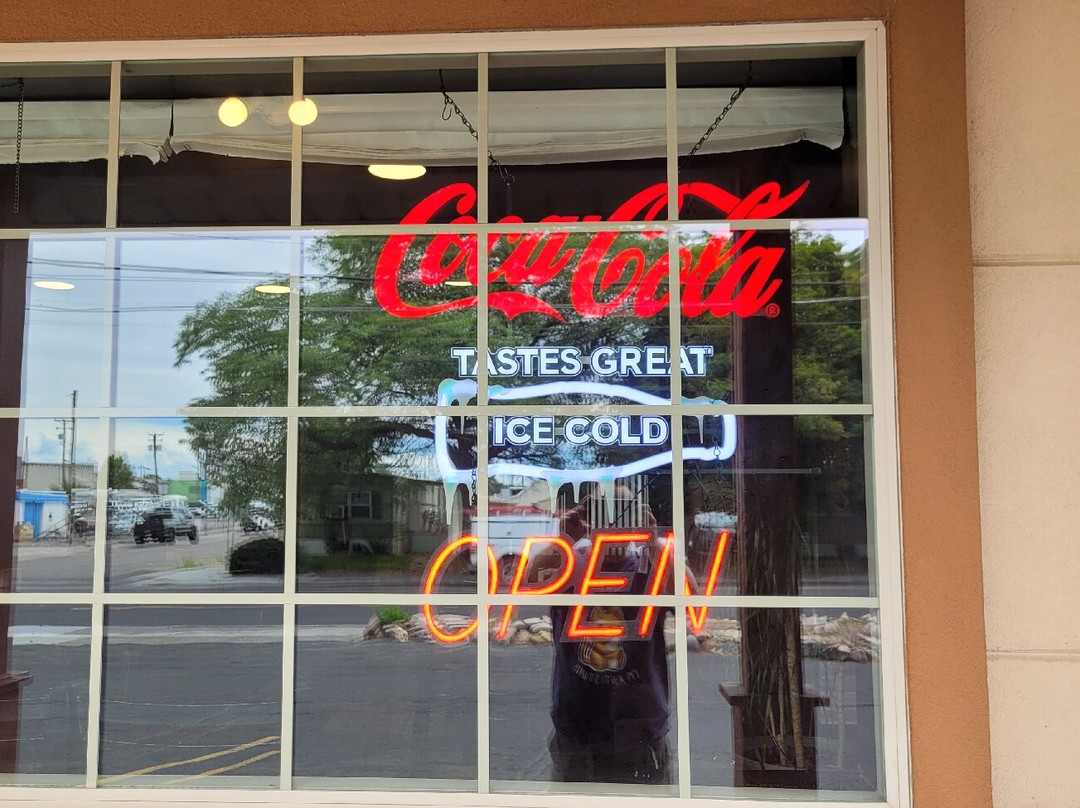 Coca-Cola®
TASTES GREAT
ICE COLD
OPEN